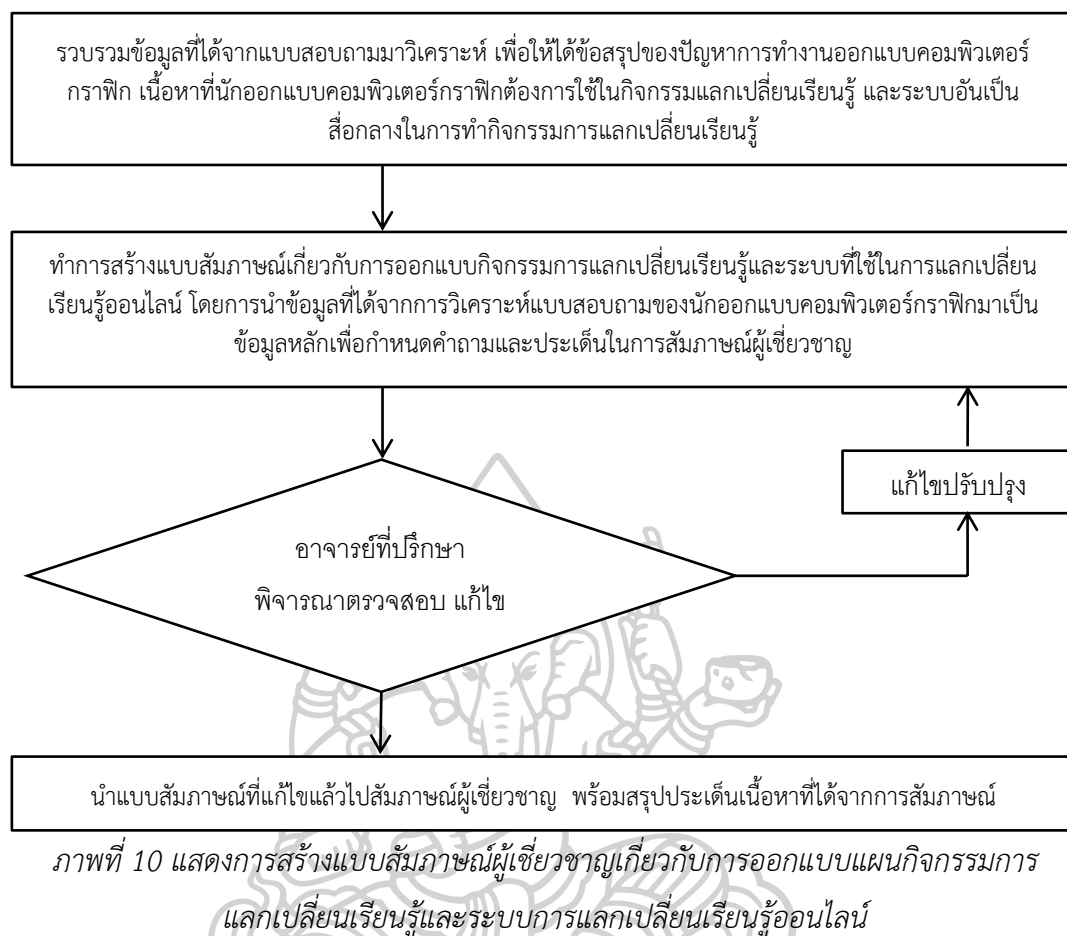 รวบรวมข้อมูลที่ได้จากแบบสอบถามมาวิเคราะห์ เพื่อให้ได้ข้อสรุปของปัญหาการทำงานออกแบบคอมพิวเตอร์
กราฟิก เนื้อหาที่นักออกแบบคอมพิวเตอร์กราฟิกต้องการใช้ในกิจกรรมแลกเปลี่ยนเรียนรู้ และระบบอันเป็น
สื่อกลางในการทำกิจกรรมการแลกเปลี่ยนเรียนรู้
ทำการสร้างแบบสัมภาษณ์เกี่ยวกับการออกแบบกิจกรรมการแลกเปลี่ยนเรียนรู้และระบบที่ใช้ในการแลกเปลี่ยน
เรียนรู้ออนไลน์ โดยการนำข้อมูลที่ได้จากการวิเคราะห์แบบสอบถามของนักออกแบบคอมพิวเตอร์กราฟิกมาเป็น
ข้อมูลหลักเพื่อกำหนดคำถามและประเด็นในการสัมภาษณ์ผู้เชี่ยวชาญ
แก้ไขปรับปรุง
อาจารย์ที่ปรึกษา
พิจารณาตรวจสอบ แก้ไข
นำแบบสัมภาษณ์ที่แก้ไขแล้วไปสัมภาษณ์ผู้เชี่ยวชาญ พร้อมสรุปประเด็นเนื้อหาที่ได้จากการสัมภาษณ์
ภาพที่ 10 แสดงการสร้างแบบสัมภาษณ์ผู้เชี่ยวชาญเกี่ยวกับการออกแบบแผนกิจกรรมการ
แลกเปลี่ยนเรียนรู้และระบบการแลกเปลี่ยนเรียนรู้ออนไลน์